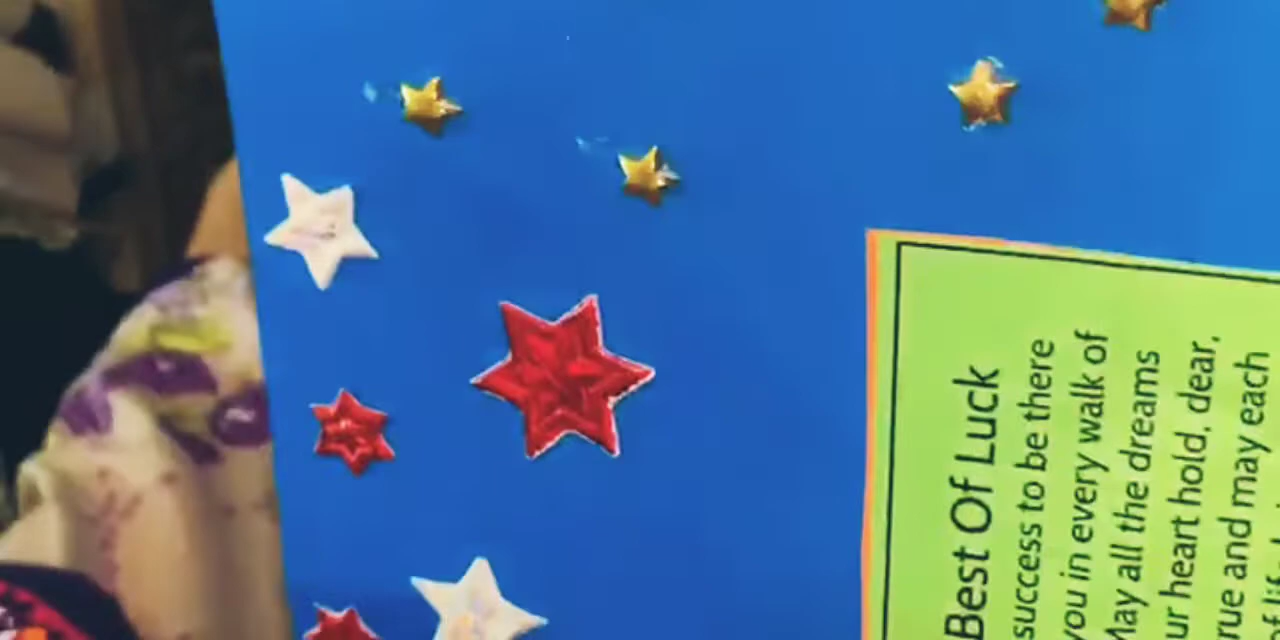 Best Of Luck
success to be there
you in every walk of
May all the dreams
ur heart hold, dear,
rue and may each